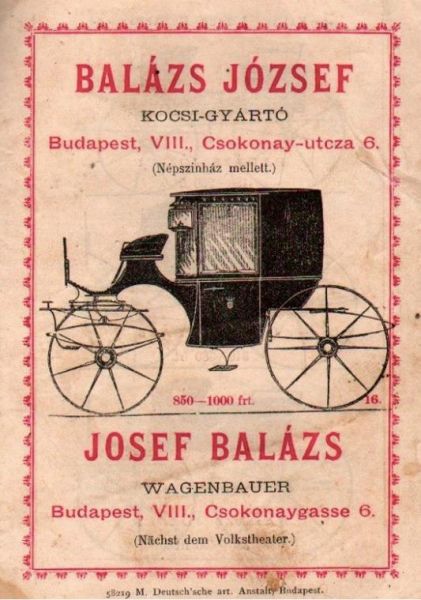 BALÁZS JÓZSEF
KOCSI-GYÁRTÓ
Budapest, VIII., Csokonay-utcza 6.
(Népszinház mellett.)
850—1000 frt.
16.
JOSEF BALÁZS
WAGENBAUER
Budapest, VIII., Csokonaygasse 6.
(Nächst dem Volkstheater.)
58219 M. Deutsch'sche art. Anstalt, Budapest.